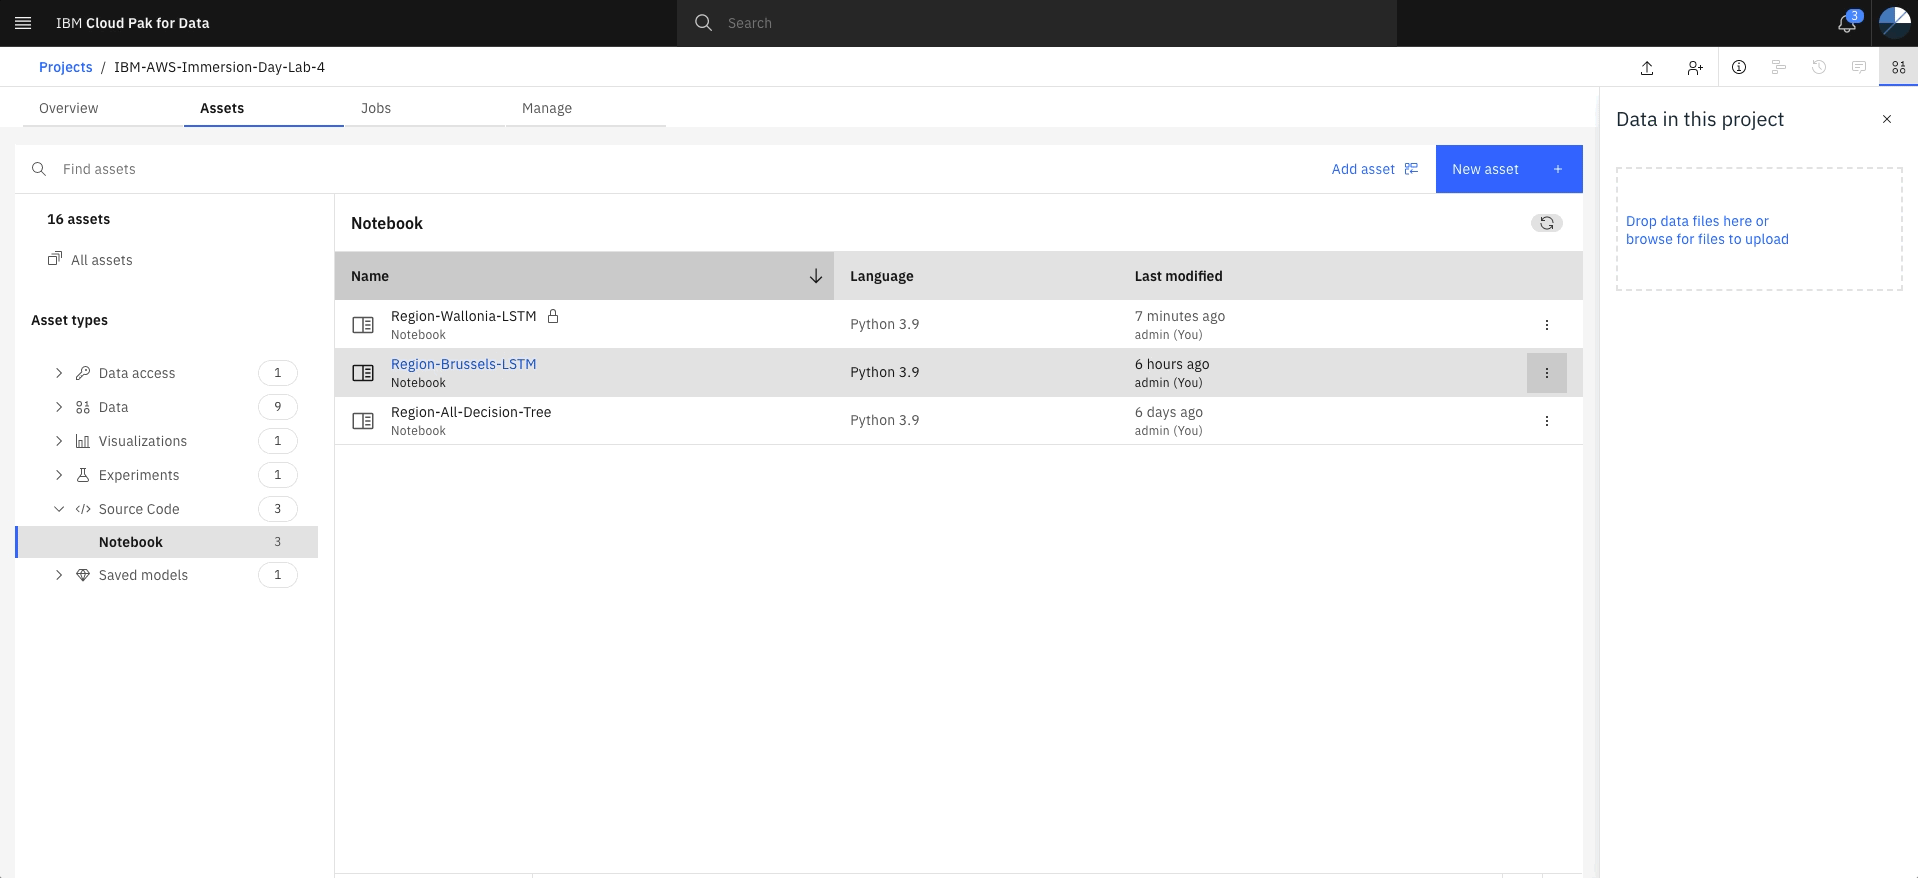 IBM Cloud Pak for Data
Search
3
Projects / IBM-AWS-Immersion-Day-Lab-4
Overview
Assets
Jobs
Manage
Data in this project
Find assets
Add asset
New asset +
Drop data files here or
browse for files to upload
16 assets
All assets
Asset types
Data access 1
Data 9
Visualizations 1
Experiments 1
Source Code 3
Notebook 3
Saved models 1
Notebook
Name Language Last modified
Region-Wallonia-LSTM
Notebook
Python 3.9
7 minutes ago
admin (You)
Region-Brussels-LSTM
Notebook
Python 3.9
6 hours ago
admin (You)
Region-All-Decision-Tree
Notebook
Python 3.9
6 days ago
admin (You)